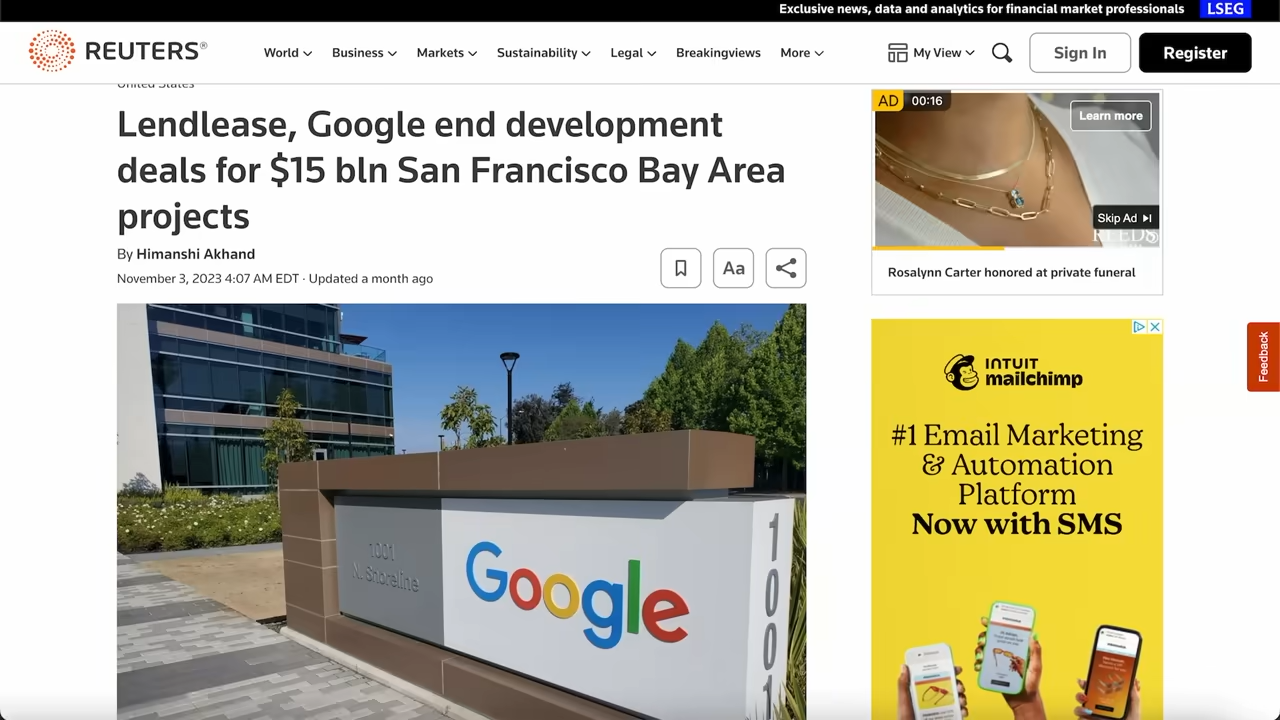 Exclusive news, data and analytics for financial market professionals LSEG
REUTERS®
World Business Markets Sustainability Legal Breakingviews More
My View
Sign In
Register
United States
Lendlease, Google end development
deals for $15 bln San Francisco Bay Area
projects
By Himanshi Akhand
November 3, 2023 4:07 AM EDT · Updated a month ago
Aa
1001
N. Shoreline
Google
1001
AD 00:16
Learn more
Skip Ad
REEDS
Rosalynn Carter honored at private funeral
INTUIT
mailchimp
#1 Email Marketing
& Automation
Platform
Now with SMS
Feedback